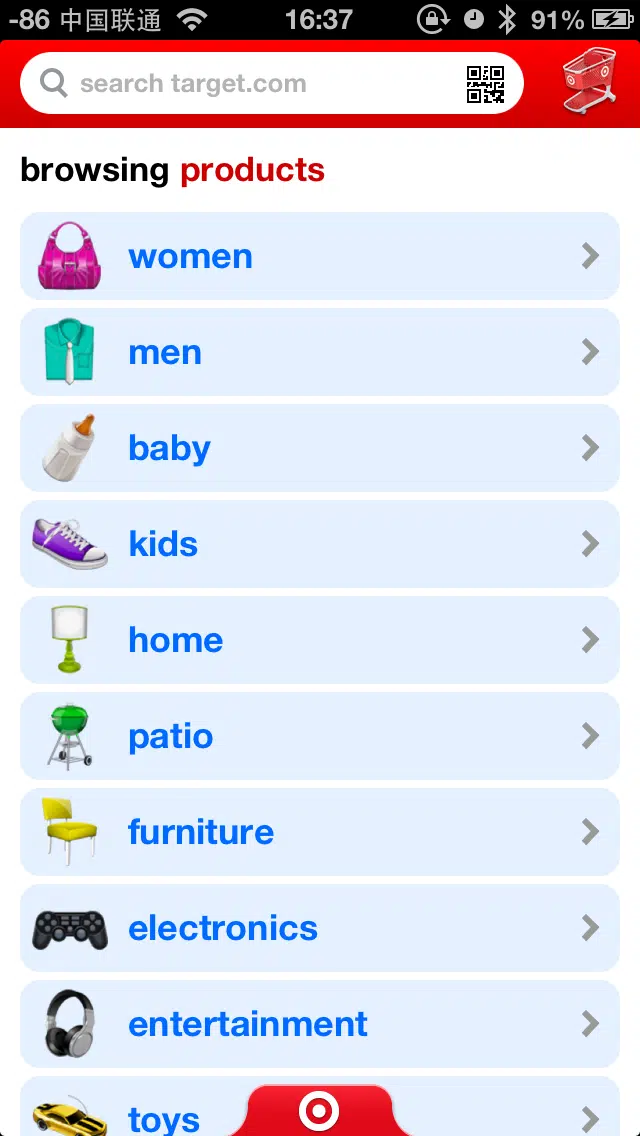 -86 中国联通 16:37 91%
search target.com
browsing products
women
men
baby
kids
home
patio
furniture
electronics
entertainment
toys